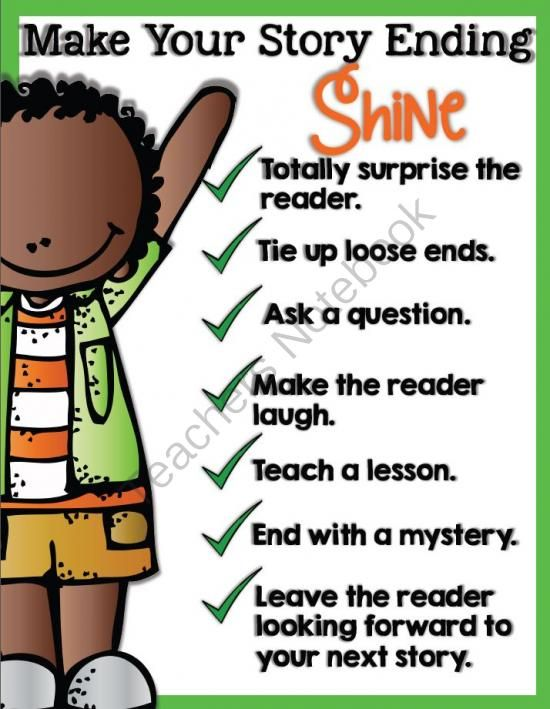 Make Your Story Ending
Shine
Totally surprise the
reader.
Tie up loose ends.
Ask a question.
Make the reader
laugh.
Teach a lesson.
End with a mystery.
Leave the reader
looking forward to
your next story.
Teachers Notebook